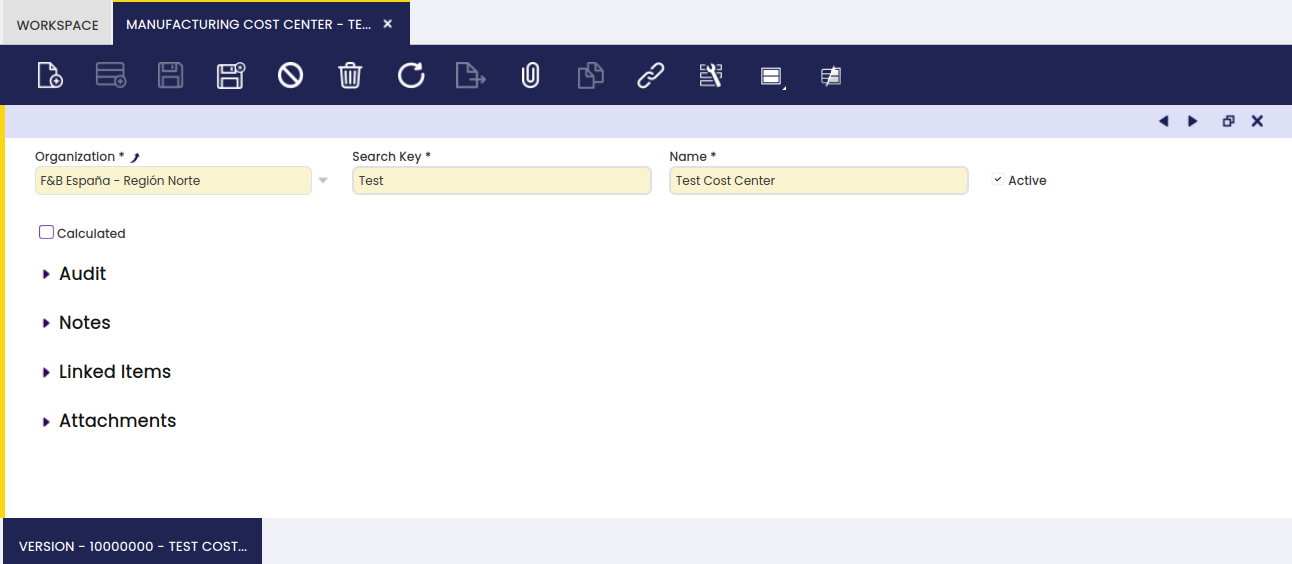 WORKSPACE
MANUFACTURING COST CENTER - TE...
Organization *
Search Key *
Name *
F&B España - Región Norte
Test
Test Cost Center
Active
Calculated
Audit
Notes
Linked Items
Attachments
VERSION - 10000000 - TEST COST...